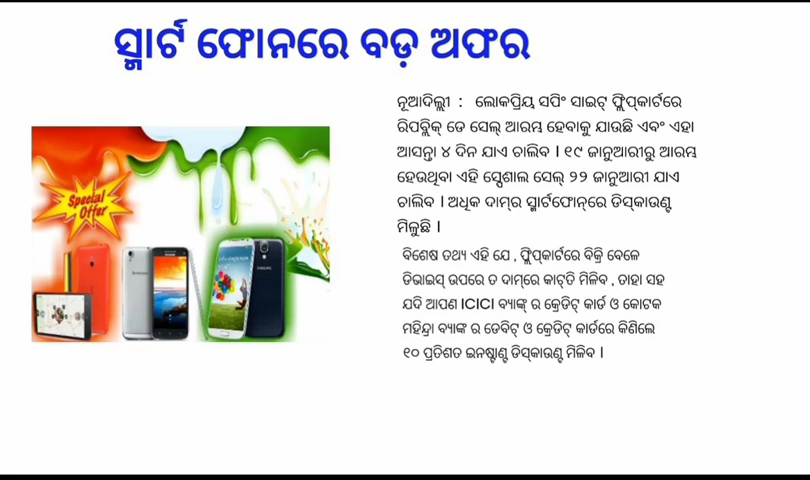 ସ୍ମାର୍ଟ ଫୋନରେ ବଡ଼ ଅଫର
ନୂଆଦିଲ୍ଲୀ : ଲୋକପ୍ରିୟ ସପିଂ ସାଇଟ୍ ଫ୍ଲିପ୍‌କାର୍ଟରେ
ରିପବ୍ଲିକ୍ ଡେ ସେଲ୍ ଆରମ୍ଭ ହେବାକୁ ଯାଉଛି ଏବଂ ଏହା
ଆସନ୍ତା ୪ ଦିନ ଯାଏ ଚାଲିବ । ୧୯ ଜାନୁଆରୀରୁ ଆରମ୍ଭ
ହେଉଥିବା ଏହି ସ୍ପେଶାଲ ସେଲ୍ ୨୨ ଜାନୁଆରୀ ଯାଏ
ଚାଲିବ । ଅଧିକ ଦାମ୍‌ର ସ୍ମାର୍ଟଫୋନ୍‌ରେ ଡିସ୍‌କାଉଣ୍ଟ
ମିଳୁଛି ।
Special
Offer
ବିଶେଷ ତଥ୍ୟ ଏହି ଯେ , ଫ୍ଲିପ୍‌କାର୍ଟରେ ବିକ୍ରି ବେଳେ
ଡିଭାଇସ୍ ଉପରେ ତ ଦାମ୍‌ରେ କାଟ୍‌ତି ମିଳିବ , ତାହା ସହ
ଯଦି ଆପଣ ICICI ବ୍ୟାଙ୍କ୍ ର କ୍ରେଡିଟ୍ କାର୍ଡ ଓ କୋଟକ
ମହିନ୍ଦ୍ରା ବ୍ୟାଙ୍କ ର ଡେବିଟ୍ ଓ କ୍ରେଡିଟ୍ କାର୍ଡରେ କିଣିଲେ
୧୦ ପ୍ରତିଶତ ଇନଷ୍ଟାଣ୍ଟ ଡିସ୍‌କାଉଣ୍ଟ ମିଳିବ ।